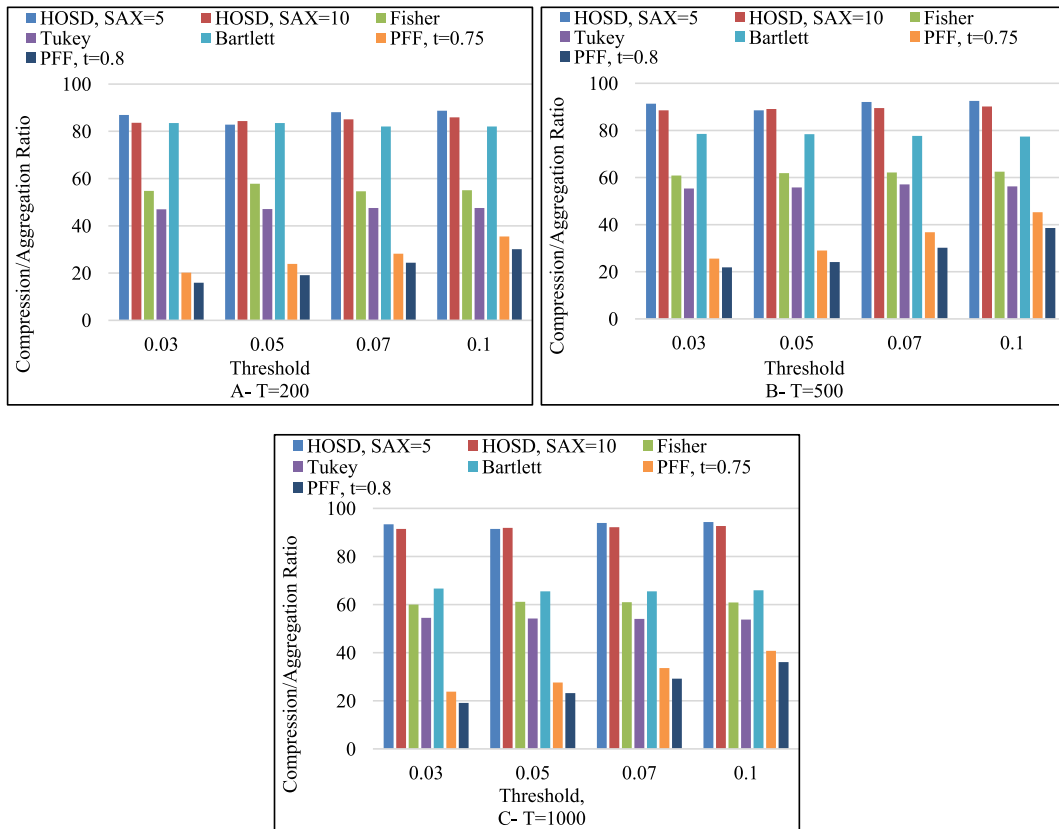 HOSD, SAX=5 HOSD, SAX=10 Fisher
Tukey Bartlett PFF, t=0.75
PFF, t=0.8
Compression/Aggregation Ratio
100
80
60
40
20
0
0.03 0.05 0.07 0.1
Threshold
A- T=200
HOSD, SAX=5 HOSD, SAX=10 Fisher
Tukey Bartlett PFF, t=0.75
PFF, t=0.8
Compression/Aggregation Ratio
100
80
60
40
20
0
0.03 0.05 0.07 0.1
Threshold
B- T=500
HOSD, SAX=5 HOSD, SAX=10 Fisher
Tukey Bartlett PFF, t=0.75
PFF, t=0.8
Compression/Aggregation Ratio
100
80
60
40
20
0
0.03 0.05 0.07 0.1
Threshold,
C- T=1000